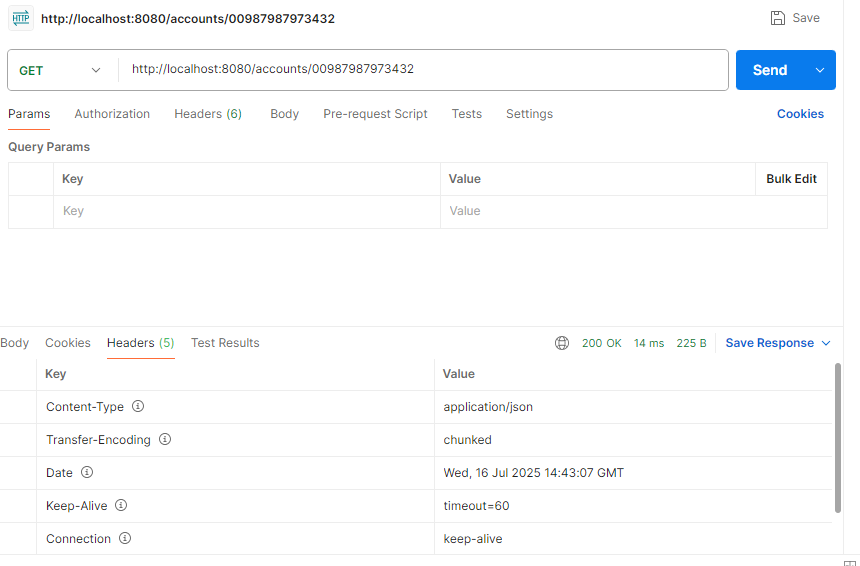 HTTP http://localhost:8080/accounts/00987987973432 Save
GET http://localhost:8080/accounts/00987987973432 Send
Params Authorization Headers (6) Body Pre-request Script Tests Settings Cookies
Query Params
Key Value Bulk Edit
Key Value
Body Cookies Headers (5) Test Results 200 OK 14 ms 225 B Save Response
Key Value
Content-Type application/json
Transfer-Encoding chunked
Date Wed, 16 Jul 2025 14:43:07 GMT
Keep-Alive timeout=60
Connection keep-alive